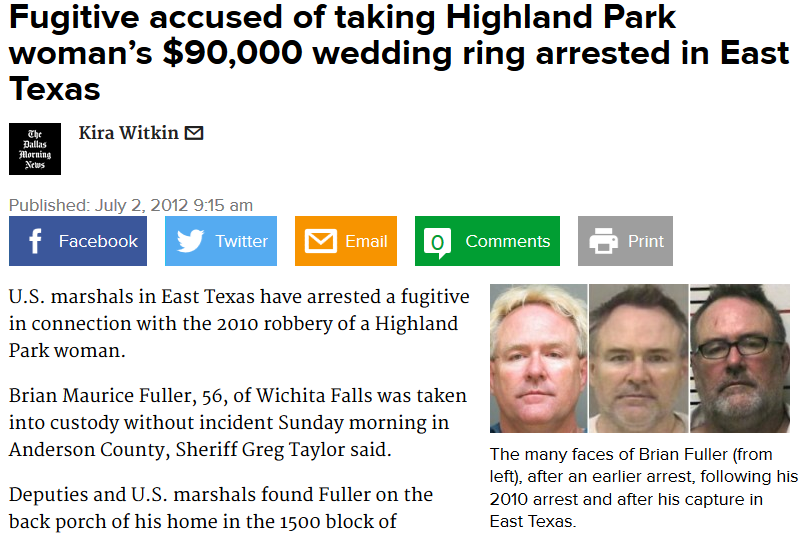 Fugitive accused of taking Highland Park
woman’s $90,000 wedding ring arrested in East
Texas
The
Dallas
Morning
News
Kira Witkin
Published: July 2, 2012 9:15 am
Facebook
Twitter
Email
0
Comments
Print
U.S. marshals in East Texas have arrested a fugitive
in connection with the 2010 robbery of a Highland
Park woman.
Brian Maurice Fuller, 56, of Wichita Falls was taken
into custody without incident Sunday morning in
Anderson County, Sheriff Greg Taylor said.
Deputies and U.S. marshals found Fuller on the
back porch of his home in the 1500 block of
The many faces of Brian Fuller (from
left), after an earlier arrest, following his
2010 arrest and after his capture in
East Texas.